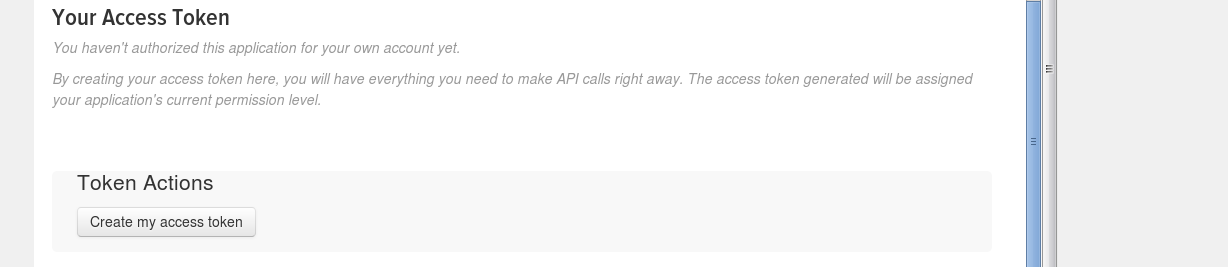 Your Access Token
You haven't authorized this application for your own account yet.
By creating your access token here, you will have everything you need to make API calls right away. The access token generated will be assigned
your application's current permission level.
Token Actions
Create my access token